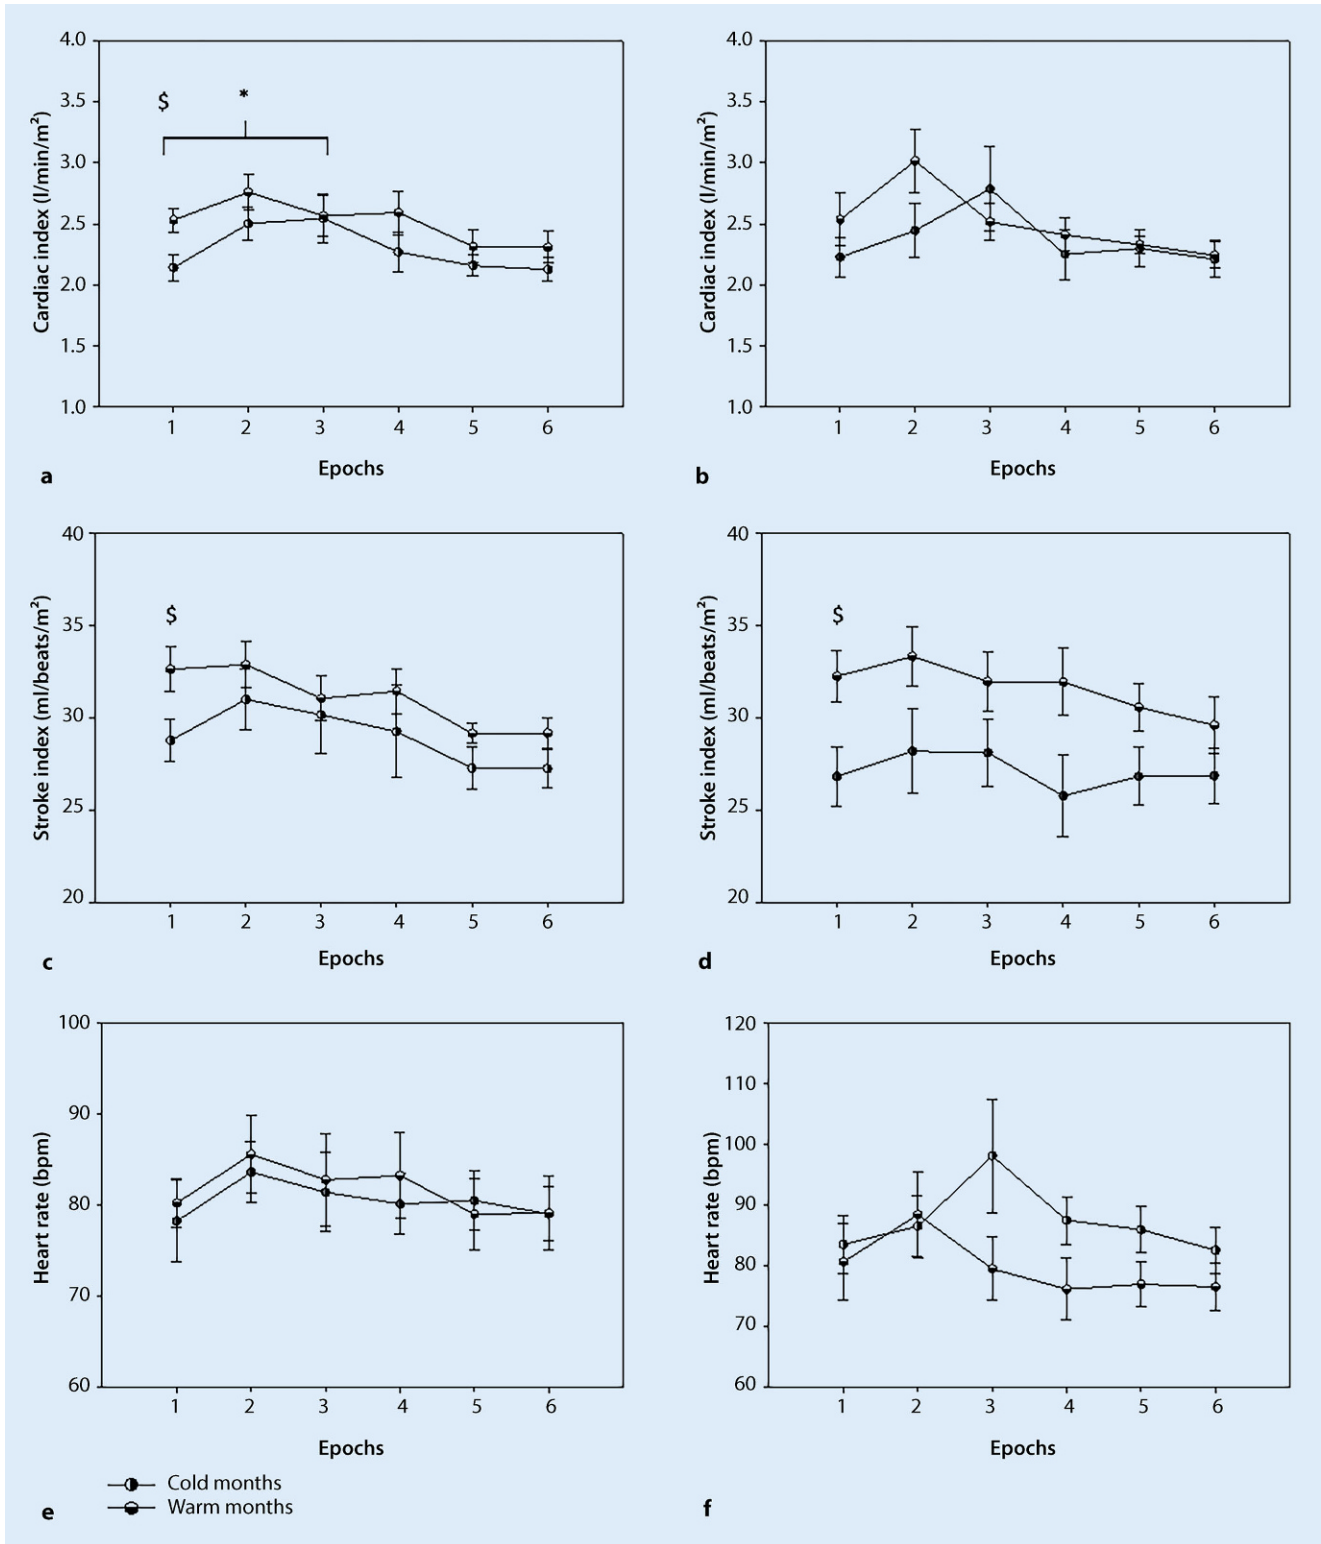 4.0
3.5
3.0
2.5
2.0
1.5
1.0
Cardiac index (l/min/m²)
$
*
1 2 3 4 5 6
Epochs
a
4.0
3.5
3.0
2.5
2.0
1.5
1.0
Cardiac index (l/min/m²)
1 2 3 4 5 6
Epochs
b
40
35
30
25
20
Stroke index (ml/beats/m²)
$
1 2 3 4 5 6
Epochs
c
40
35
30
25
20
Stroke index (ml/beats/m²)
$
1 2 3 4 5 6
Epochs
d
100
90
80
70
60
Heart rate (bpm)
1 2 3 4 5 6
Epochs
Cold months
Warm months
e
120
110
100
90
80
70
60
Heart rate (bpm)
1 2 3 4 5 6
Epochs
f